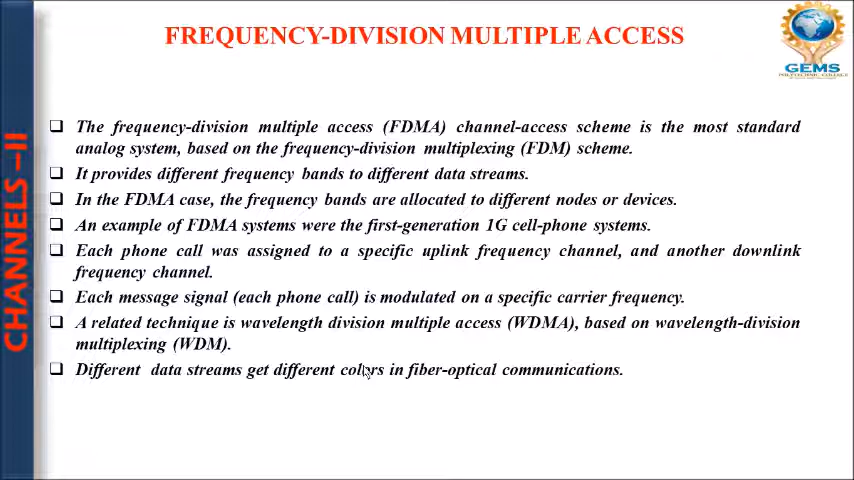 FREQUENCY-DIVISION MULTIPLE ACCESS
GEMS
CHANNELS –II
The frequency-division multiple access (FDMA) channel-access scheme is the most standard
analog system, based on the frequency-division multiplexing (FDM) scheme.
It provides different frequency bands to different data streams.
In the FDMA case, the frequency bands are allocated to different nodes or devices.
An example of FDMA systems were the first-generation 1G cell-phone systems.
Each phone call was assigned to a specific uplink frequency channel, and another downlink
frequency channel.
Each message signal (each phone call) is modulated on a specific carrier frequency.
A related technique is wavelength division multiple access (WDMA), based on wavelength-division
multiplexing (WDM).
Different data streams get different colors in fiber-optical communications.